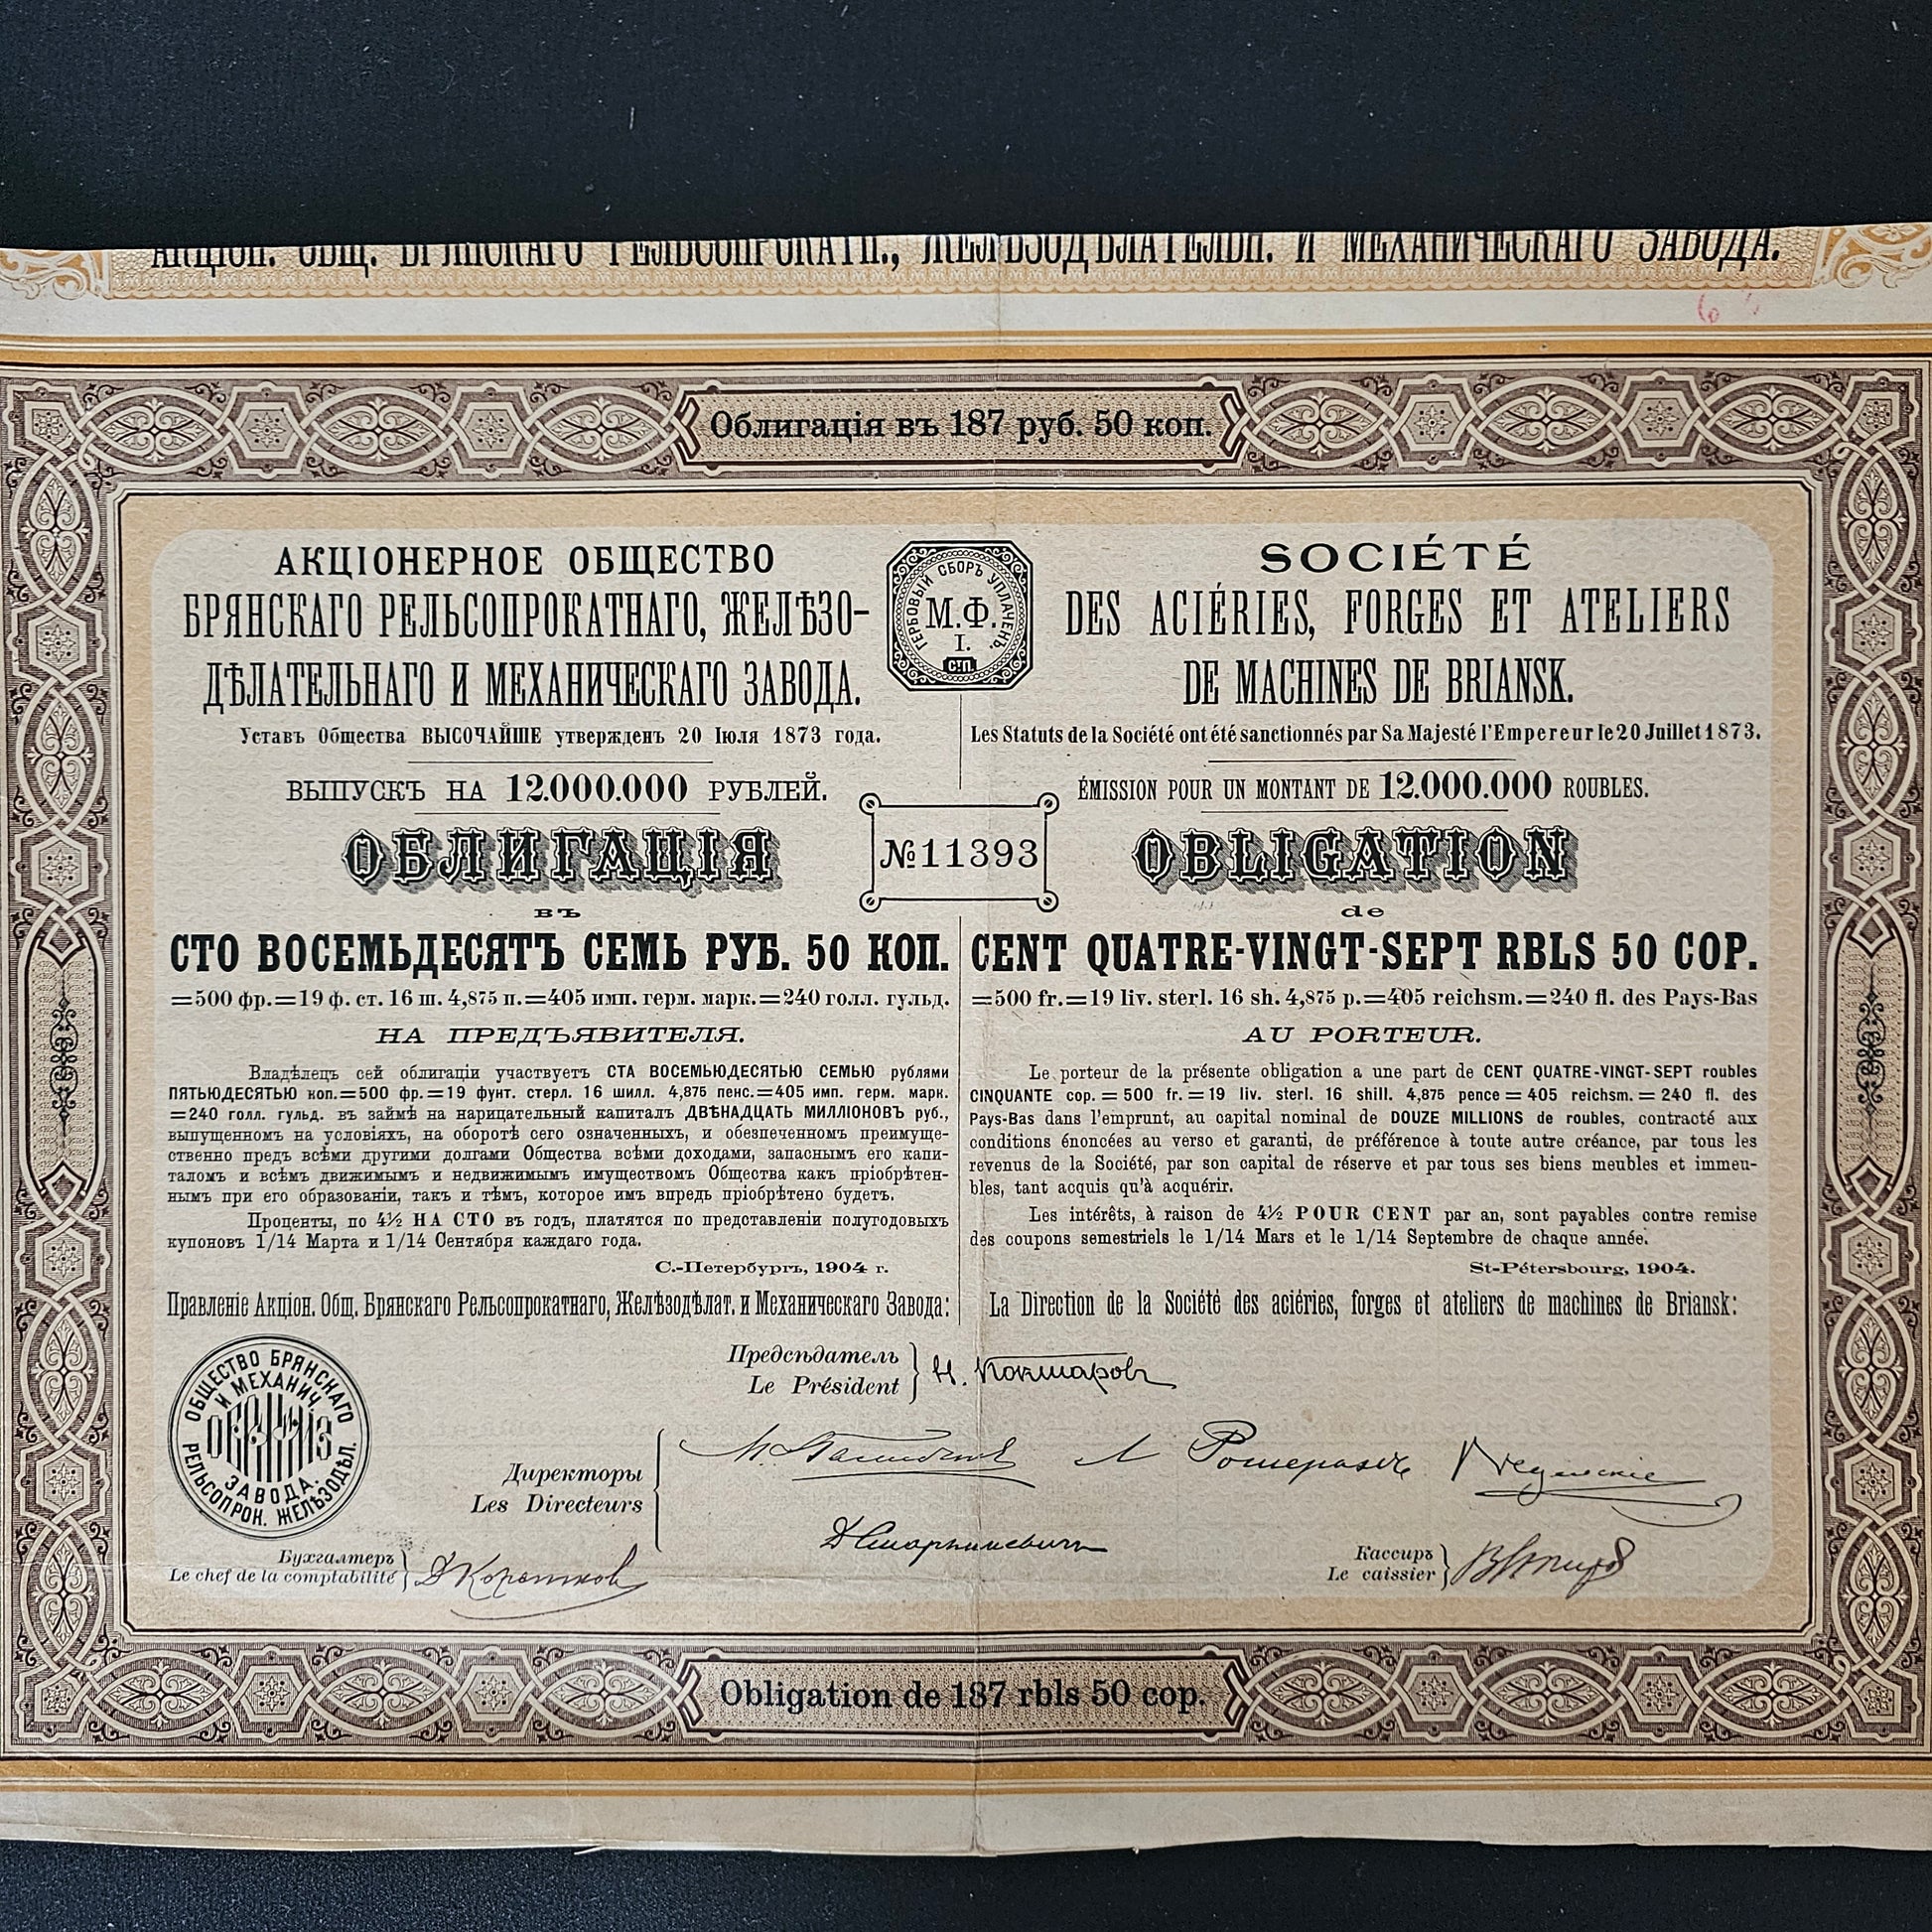 АКЦІОН. ОБЩ. БРЯНСКАГО РЕЛЬСОПРОКАТН., ЖЕЛѢЗОДѢЛАТЕЛЬН. И МЕХАНИЧЕСКАГО ЗАВОДА.
Облигація въ 187 руб. 50 коп.
АКЦІОНЕРНОЕ ОБЩЕСТВО
БРЯНСКАГО РЕЛЬСОПРОКАТНАГО, ЖЕЛѢЗО-
ДѢЛАТЕЛЬНАГО И МЕХАНИЧЕСКАГО ЗАВОДА.
Уставъ Общества ВЫСОЧАЙШЕ утвержденъ 20 Іюля 1873 года.
ВЫПУСКЪ НА 12.000.000 РУБЛЕЙ.
ОБЛИГАЦІЯ
въ
СТО ВОСЕМЬДЕСЯТЪ СЕМЬ РУБ. 50 КОП.
=500 фр.=19 ф. ст. 16 ш. 4,875 п.=405 имп. герм. марк.=240 голл. гульд.
НА ПРЕДЪЯВИТЕЛЯ.
Владѣлецъ сей облигаціи участвуетъ СТА ВОСЕМЬЮДЕСЯТЬЮ СЕМЬЮ рублями
ПЯТЬЮДЕСЯТЬЮ коп.=500 фр.=19 фунт. стерл. 16 шилл. 4,875 пенс.=405 имп. герм. марк.
=240 голл. гульд. въ займѣ на нарицательный капиталъ ДВѢНАДЦАТЬ МИЛЛІОНОВЪ руб.,
выпущенномъ на условіяхъ, на оборотѣ сего означенныхъ, и обезпеченномъ преимуще-
ственно предъ всѣми другими долгами Общества всѣми доходами, запаснымъ его капи-
таломъ и всѣмъ движимымъ и недвижимымъ имуществомъ Общества какъ пріобрѣтен-
нымъ при его образованіи, такъ и тѣмъ, которое имъ впредь пріобрѣтено будетъ.
Проценты, по 4½ НА СТО въ годъ, платятся по представленіи полугодовыхъ
купоновъ 1/14 Марта и 1/14 Сентября каждаго года.
С.-Петербургъ, 1904 г.
Правленіе Акціон. Общ. Брянскаго Рельсопрокатнаго, Желѣзодѣлат. и Механическаго Завода:
ГЕРБОВЫЙ СБОРЪ УПЛАЧЕНЪ.
М.Ф.
I.
СП.
№11393
SOCIÉTÉ
DES ACIÉRIES, FORGES ET ATELIERS
DE MACHINES DE BRIANSK.
Les Statuts de la Société ont été sanctionnés par Sa Majesté l'Empereur le 20 Juillet 1873.
ÉMISSION POUR UN MONTANT DE 12.000.000 ROUBLES.
OBLIGATION
de
CENT QUATRE-VINGT-SEPT RBLS 50 COP.
=500 fr.=19 liv. sterl. 16 sh. 4,875 p.=405 reichsm.=240 fl. des Pays-Bas
AU PORTEUR.
Le porteur de la présente obligation a une part de CENT QUATRE-VINGT-SEPT roubles
CINQUANTE cop. = 500 fr. = 19 liv. sterl. 16 shill. 4,875 pence = 405 reichsm. = 240 fl. des
Pays-Bas dans l'emprunt, au capital nominal de DOUZE MILLIONS de roubles, contracté aux
conditions énoncées au verso et garanti, de préférence à toute autre créance, par tous les
revenus de la Société, par son capital de réserve et par tous ses biens meubles et immeu-
bles, tant acquis qu'à acquérir.
Les intérêts, à raison de 4½ POUR CENT par an, sont payables contre remise
des coupons semestriels le 1/14 Mars et le 1/14 Septembre de chaque année.
St-Pétersbourg, 1904.
La Direction de la Société des aciéries, forges et ateliers de machines de Briansk:
Предсѣдатель
Le Président
Н. Кокшаровъ
ОБЩЕСТВО БРЯНСКАГО
И МЕХАНИЧ.
ЗАВОДА.
РЕЛЬСОПРОК. ЖЕЛѢЗОДѢЛ.
Директоры
Les Directeurs
Бухгалтеръ
Le chef de la comptabilité
Кассиръ
Le caissier
Obligation de 187 rbls 50 cop.